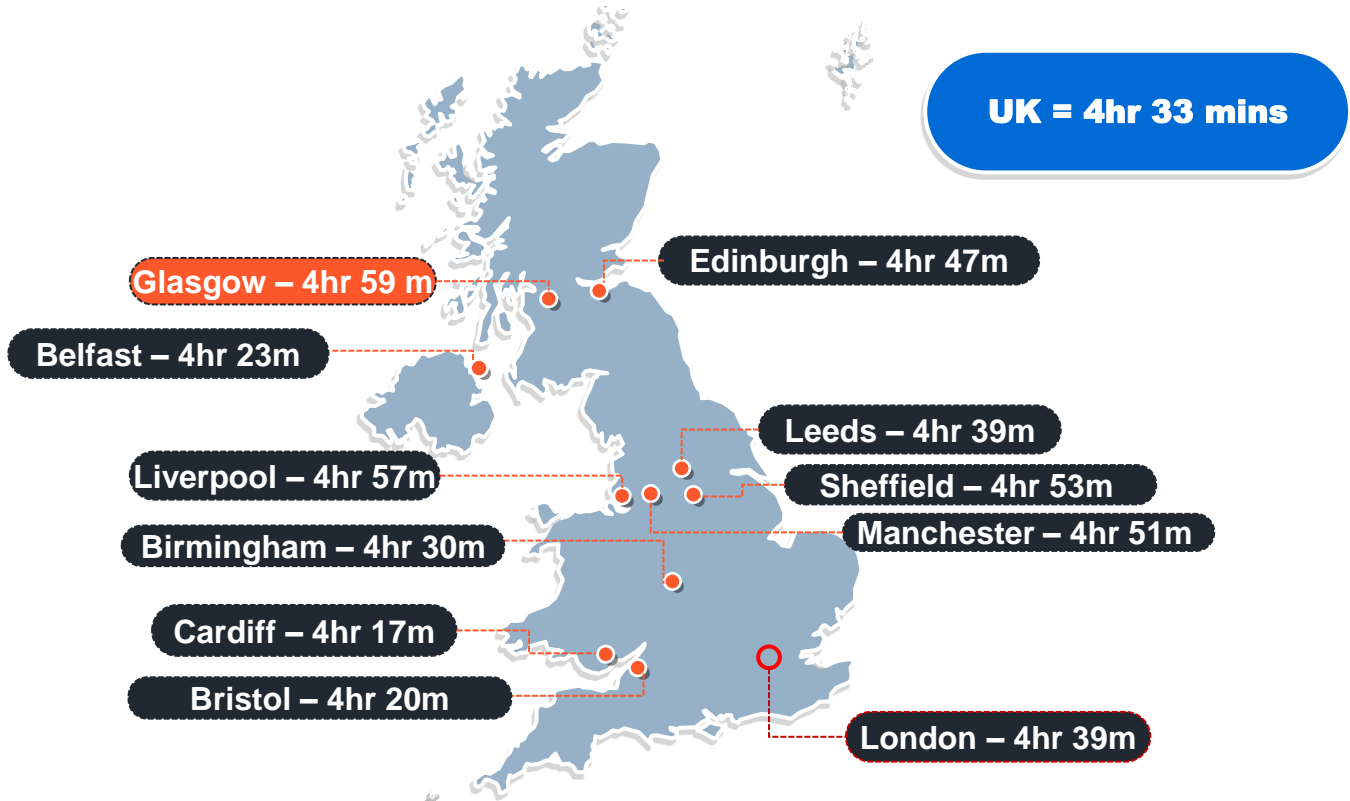 UK = 4hr 33 mins
Edinburgh – 4hr 47m
Glasgow – 4hr 59 m
Belfast – 4hr 23m
Leeds – 4hr 39m
Liverpool – 4hr 57m
Sheffield – 4hr 53m
Manchester – 4hr 51m
Birmingham – 4hr 30m
Cardiff – 4hr 17m
Bristol – 4hr 20m
London – 4hr 39m